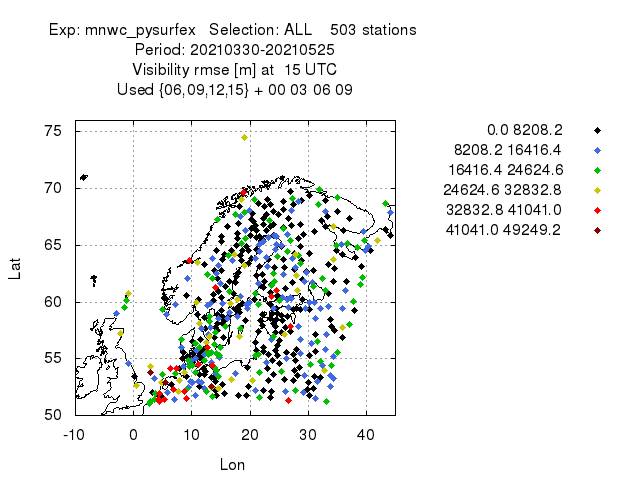 Exp: mnwc_pysurfex   Selection: ALL    503 stations
Period: 20210330-20210525
Visibility rmse [m] at  15 UTC
Used {06,09,12,15} + 00 03 06 09
0.0 8208.2
8208.2 16416.4
16416.4 24624.6
24624.6 32832.8
32832.8 41041.0
41041.0 49249.2
75
70
65
60
55
50
Lat
-10 0 10 20 30 40
Lon